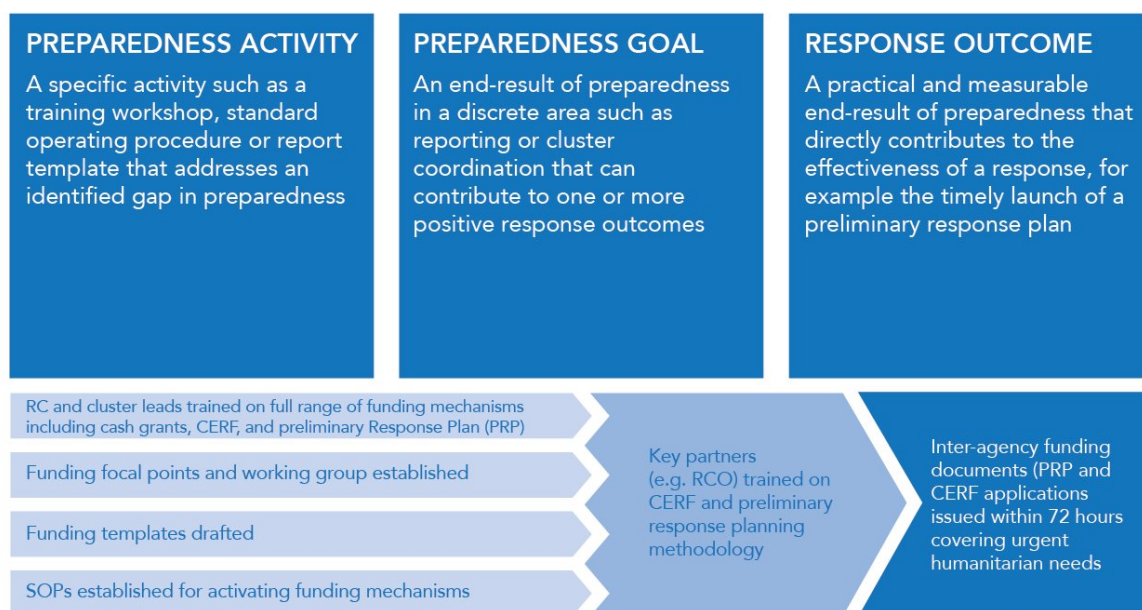 PREPAREDNESS ACTIVITY
A specific activity such as a
training workshop, standard
operating procedure or report
template that addresses an
identified gap in preparedness
PREPAREDNESS GOAL
An end-result of preparedness
in a discrete area such as
reporting or cluster
coordination that can
contribute to one or more
positive response outcomes
RESPONSE OUTCOME
A practical and measurable
end-result of preparedness that
directly contributes to the
effectiveness of a response, for
example the timely launch of a
preliminary response plan
RC and cluster leads trained on full range of funding mechanisms
including cash grants, CERF, and preliminary Response Plan (PRP)
Funding focal points and working group established
Funding templates drafted
SOPs established for activating funding mechanisms
Key partners
(e.g. RCO) trained on
CERF and preliminary
response planning
methodology
Inter-agency funding
documents (PRP and
CERF applications
issued within 72 hours
covering urgent
humanitarian needs